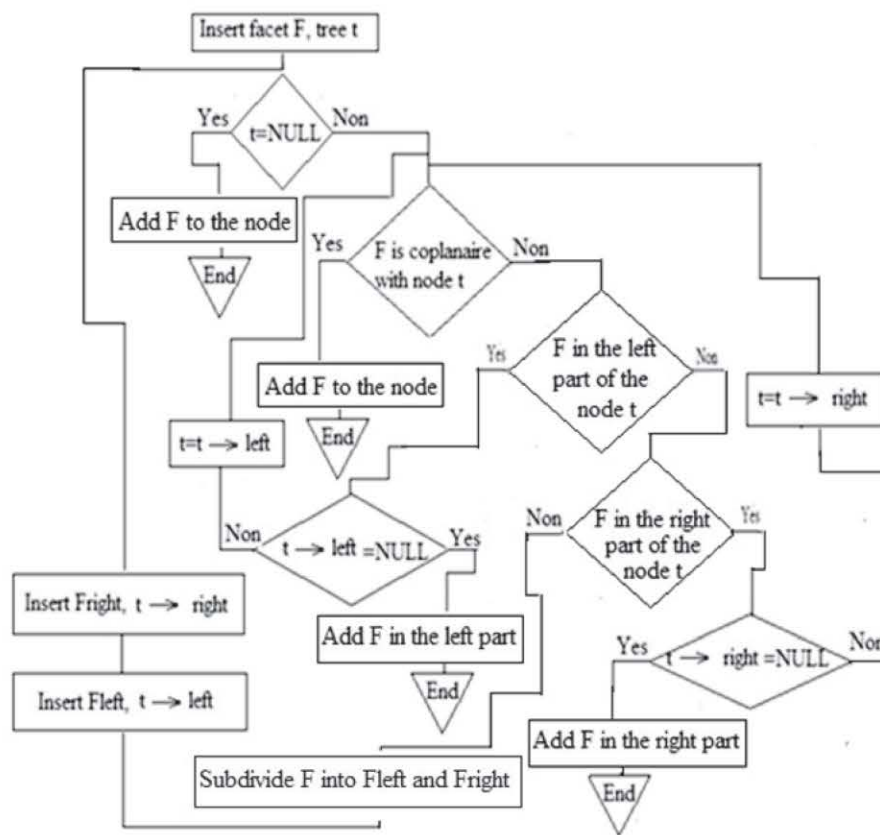 Insert facet F, tree t
Yes
t=NULL
Non
Add F to the node
End
Yes
F is coplanaire
with node t
Non
Yes
F in the left
part of the
node t
Non
Add F to the node
End
t=t → left
t=t → right
Non
t → left =NULL
Yes
Non
F in the right
part of the
node t
Yes
Insert Fright, t → right
Add F in the left part
End
Yes
t → right =NULL
Non
Insert Fleft, t → left
Add F in the right part
End
Subdivide F into Fleft and Fright